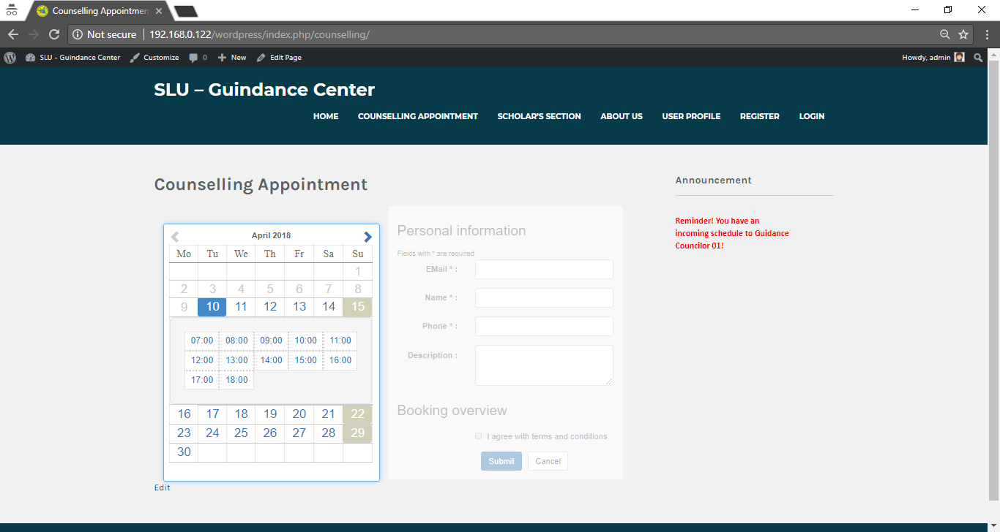 Counselling Appointmen
Not secure | 192.168.0.122/wordpress/index.php/counselling/
SLU - Guindance Center Customize 0 New Edit Page Howdy, admin
SLU – Guindance Center
HOME COUNSELLING APPOINTMENT SCHOLAR'S SECTION ABOUT US USER PROFILE REGISTER LOGIN
Counselling Appointment
April 2018
Mo Tu We Th Fr Sa Su
1
2 3 4 5 6 7 8
9 10 11 12 13 14 15
07:00 08:00 09:00 10:00 11:00
12:00 13:00 14:00 15:00 16:00
17:00 18:00
16 17 18 19 20 21 22
23 24 25 26 27 28 29
30
Edit
Personal information
Fields with * are required
EMail * :
Name * :
Phone * :
Description :
Booking overview
I agree with terms and conditions
Submit Cancel
Announcement
Reminder! You have an
incoming schedule to Guidance
Councilor 01!